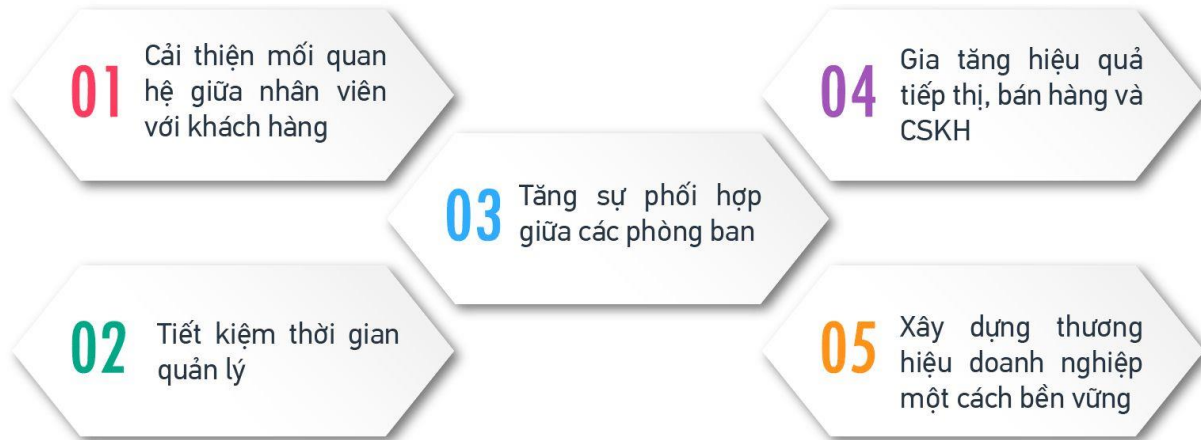 01
Cải thiện mối quan
hệ giữa nhân viên
với khách hàng
02
Tiết kiệm thời gian
quản lý
03
Tăng sự phối hợp
giữa các phòng ban
04
Gia tăng hiệu quả
tiếp thị, bán hàng và
CSKH
05
Xây dựng thương
hiệu doanh nghiệp
một cách bền vững